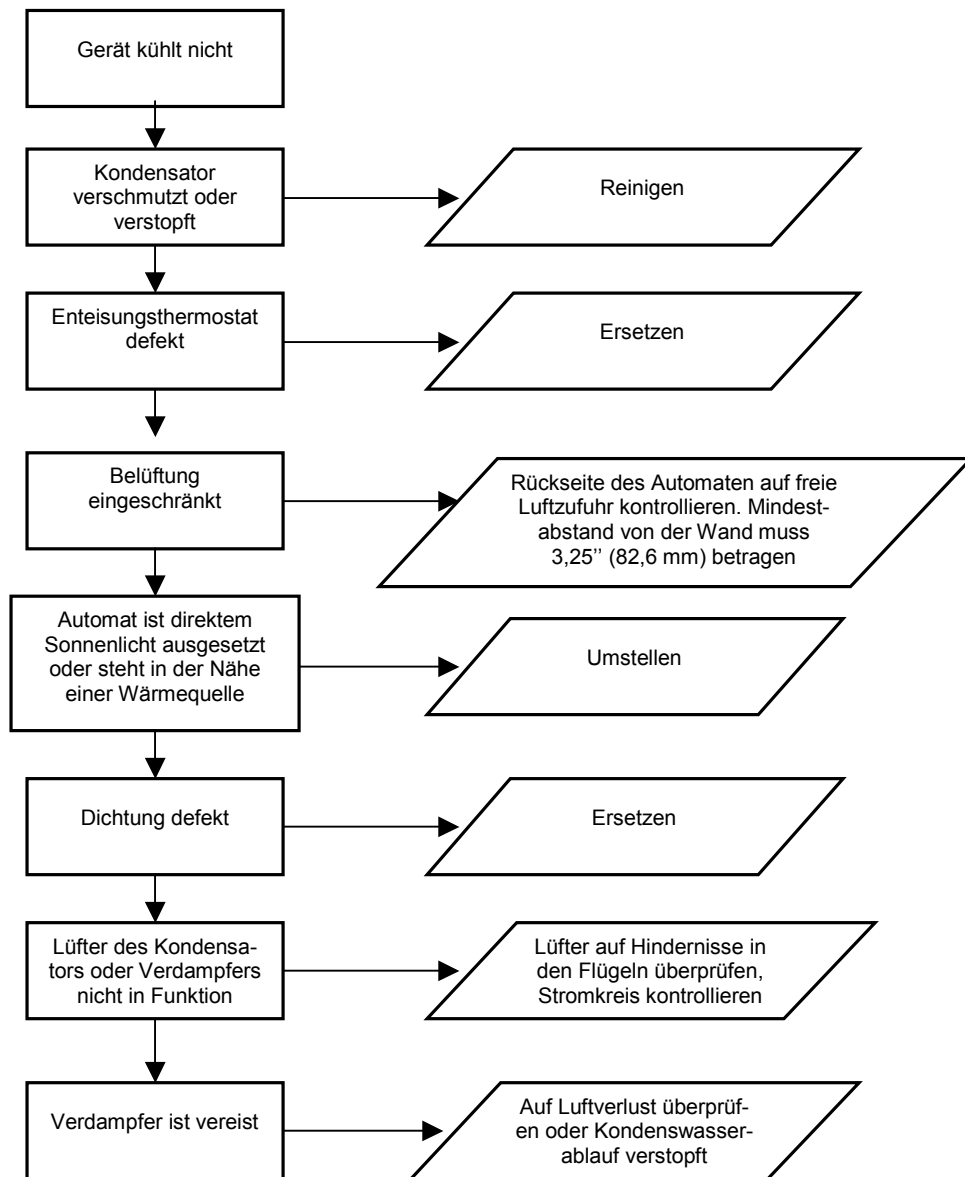 Gerät kühlt nicht
Kondensator
verschmutzt oder
verstopft
Reinigen
Enteisungsthermostat
defekt
Ersetzen
Belüftung
eingeschränkt
Rückseite des Automaten auf freie
Luftzufuhr kontrollieren. Mindest-
abstand von der Wand muss
3,25’’ (82,6 mm) betragen
Automat ist direktem
Sonnenlicht ausgesetzt
oder steht in der Nähe
einer Wärmequelle
Umstellen
Dichtung defekt
Ersetzen
Lüfter des Kondensa-
tors oder Verdampfers
nicht in Funktion
Lüfter auf Hindernisse in
den Flügeln überprüfen,
Stromkreis kontrollieren
Verdampfer ist vereist
Auf Luftverlust überprüf-
en oder Kondenswasser-
ablauf verstopft